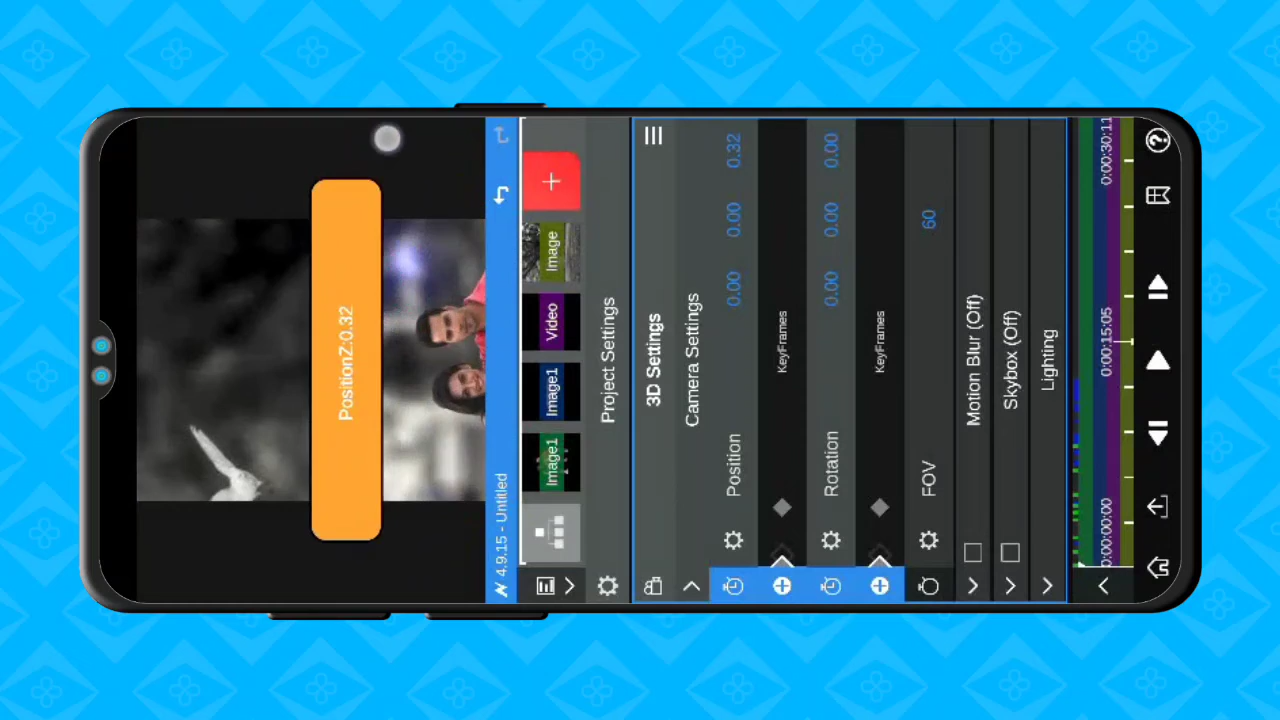 PositionZ:0.32
4.9.15 - Untitled
Image1
Image1
Video
Image
Project Settings
3D Settings
Camera Settings
Position 0.00 0.00 0.32
KeyFrames
Rotation 0.00 0.00 0.00
KeyFrames
FOV 60
Motion Blur (Off)
Skybox (Off)
Lighting
0:00:00:00 0:00:15:05 0:00:30:11